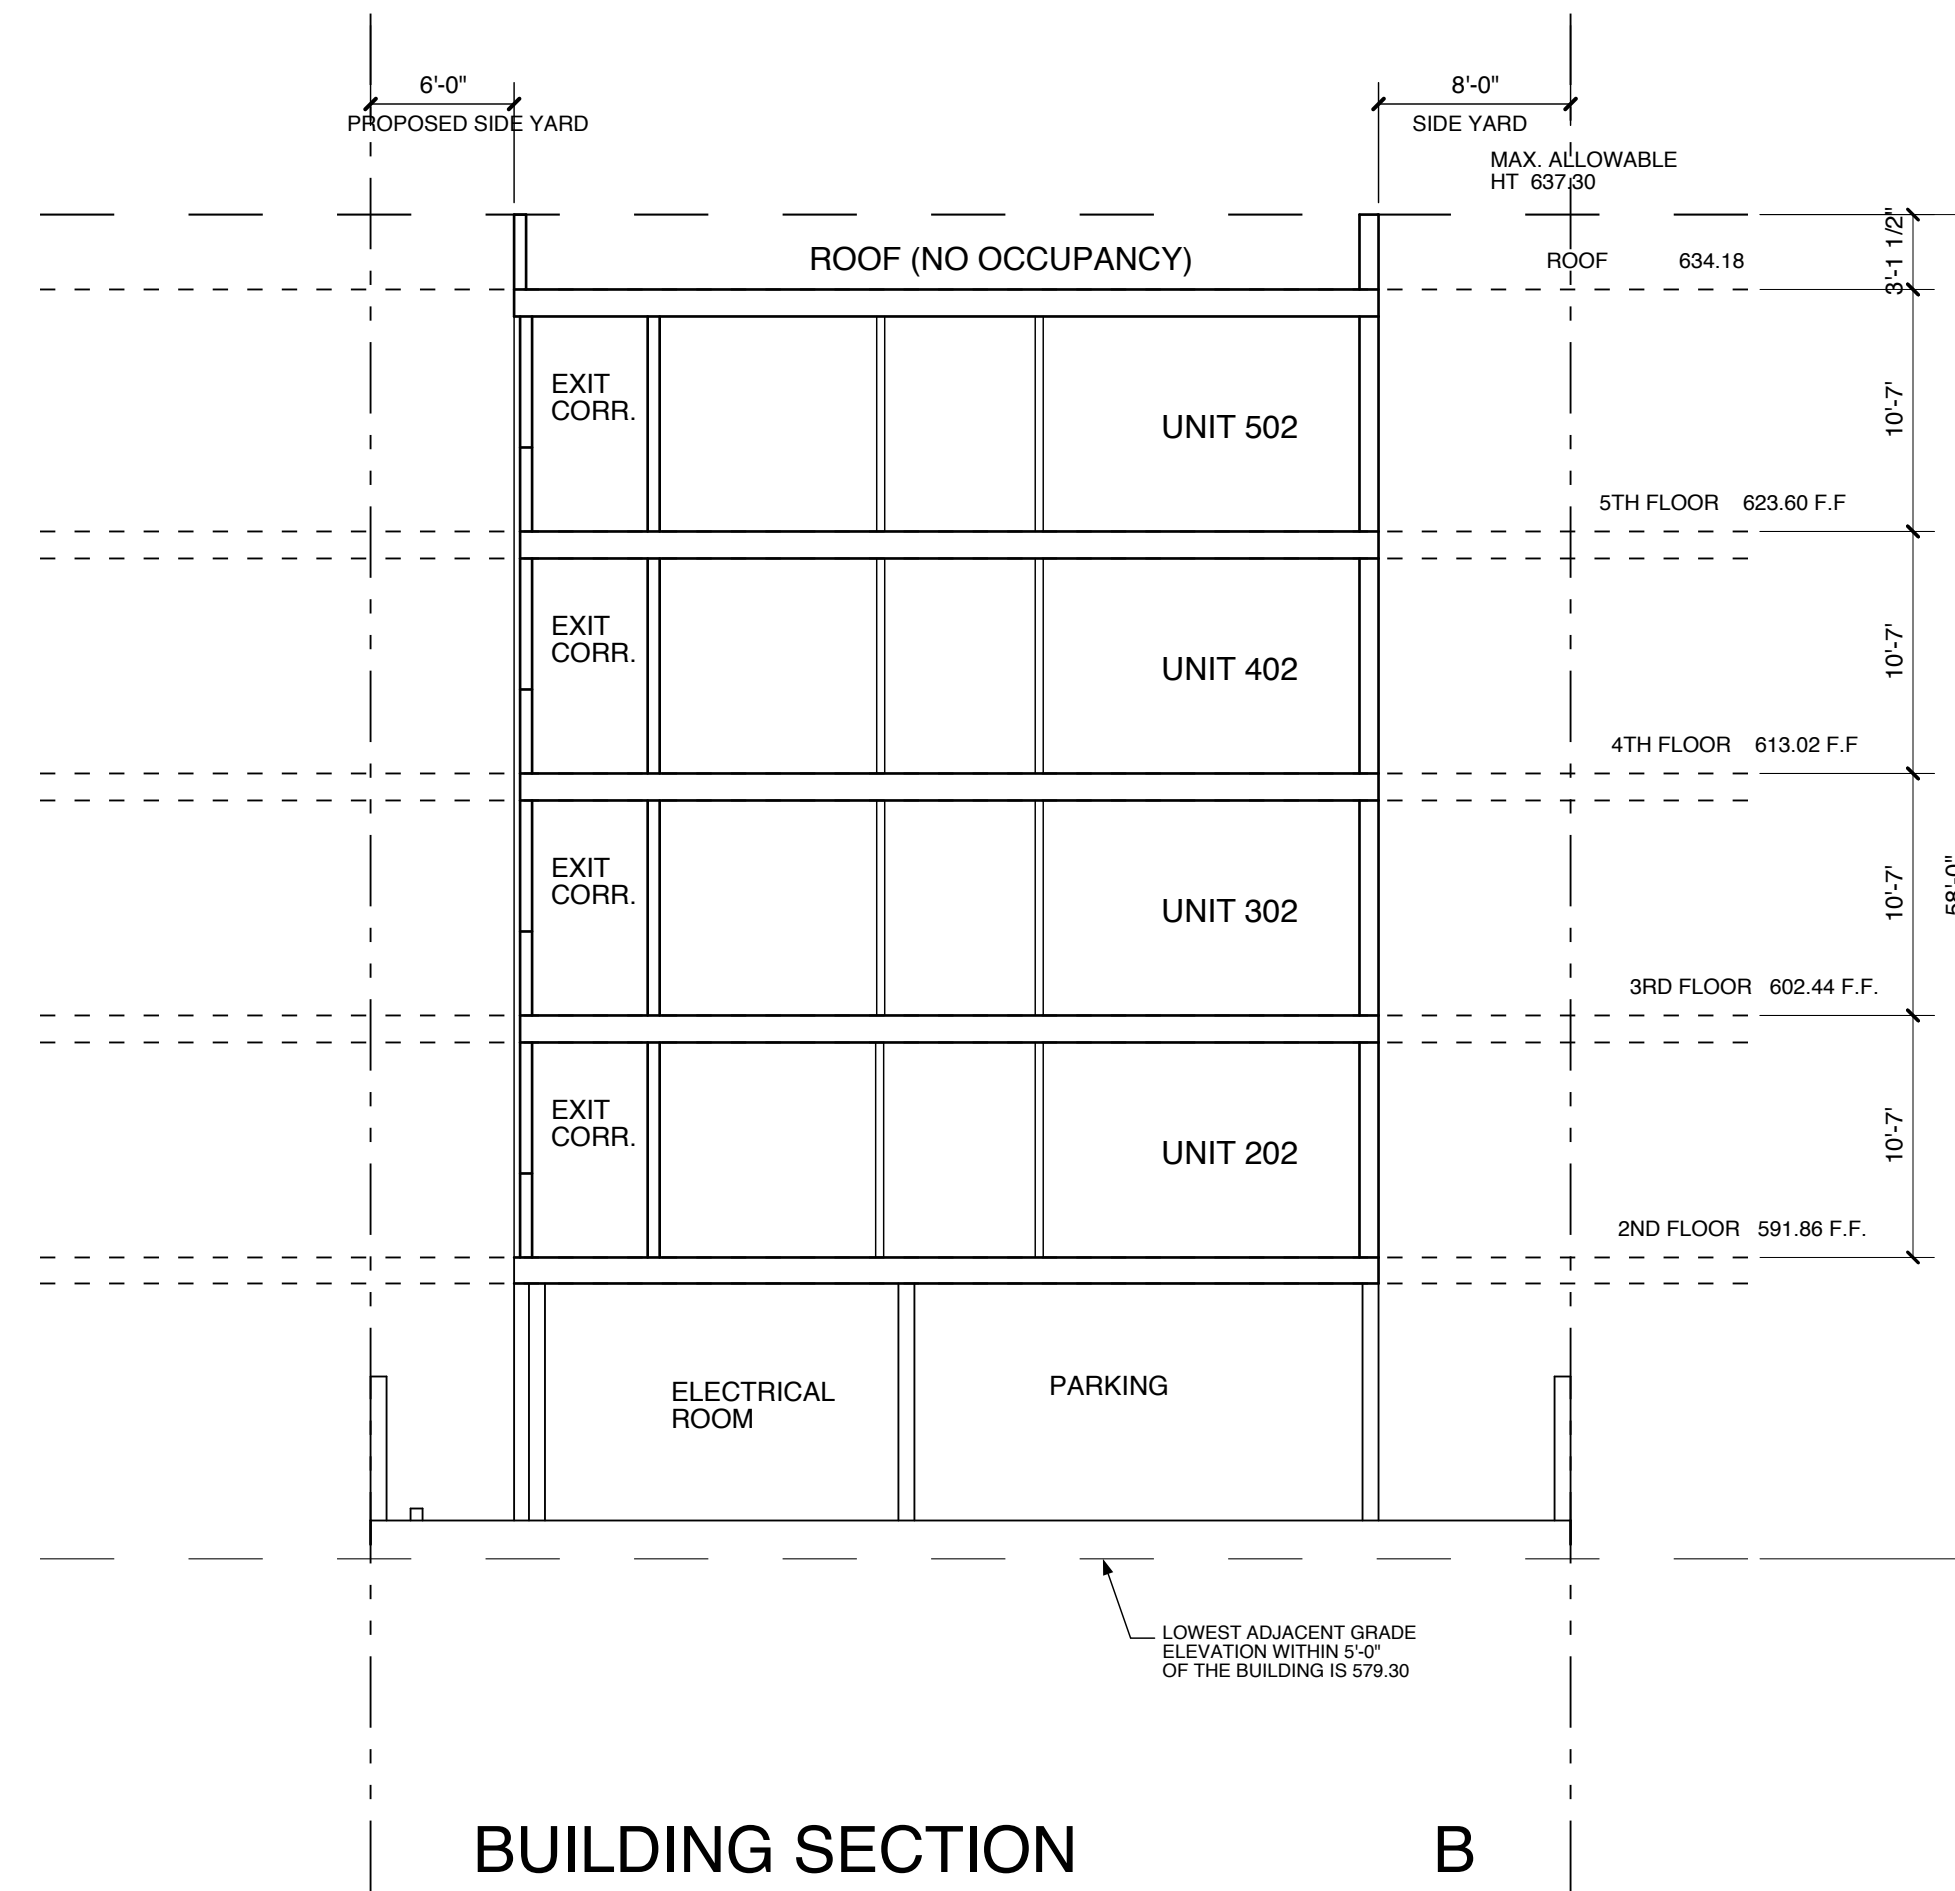 6'-0"
8'-0"
PROPOSED SIDE YARD
SIDE YARD
MAX. ALLOWABLE
HT 637.30
3'-1 1/2"
ROOF (NO OCCUPANCY)
ROOF 634.18
EXIT
CORR.
UNIT 502
10'-7'
5TH FLOOR 623.60 F.F
EXIT
CORR.
UNIT 402
10'-7'
4TH FLOOR 613.02 F.F
EXIT
CORR.
UNIT 302
10'-7'
58'-0"
3RD FLOOR 602.44 F.F.
EXIT
CORR.
UNIT 202
10'-7'
2ND FLOOR 591.86 F.F.
ELECTRICAL
ROOM
PARKING
LOWEST ADJACENT GRADE
ELEVATION WITHIN 5'-0"
OF THE BUILDING IS 579.30
BUILDING SECTION B